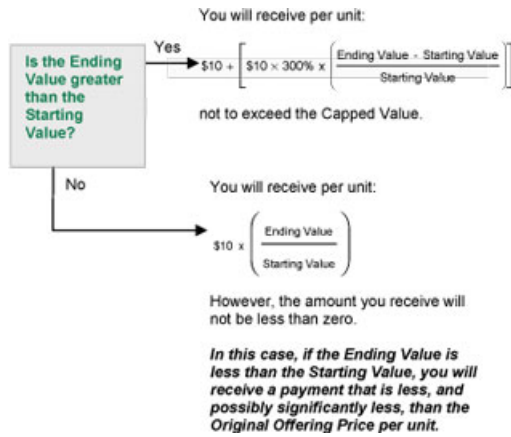 You will receive per unit:
Is the Ending
Value greater
than the
Starting
Value?
Yes
$10 + [ $10 × 300% x ( Ending Value - Starting Value
Starting Value ) ]
not to exceed the Capped Value.
No
You will receive per unit:
$10 x ( Ending Value
Starting Value )
However, the amount you receive will
not be less than zero.
In this case, if the Ending Value is
less than the Starting Value, you will
receive a payment that is less, and
possibly significantly less, than the
Original Offering Price per unit.